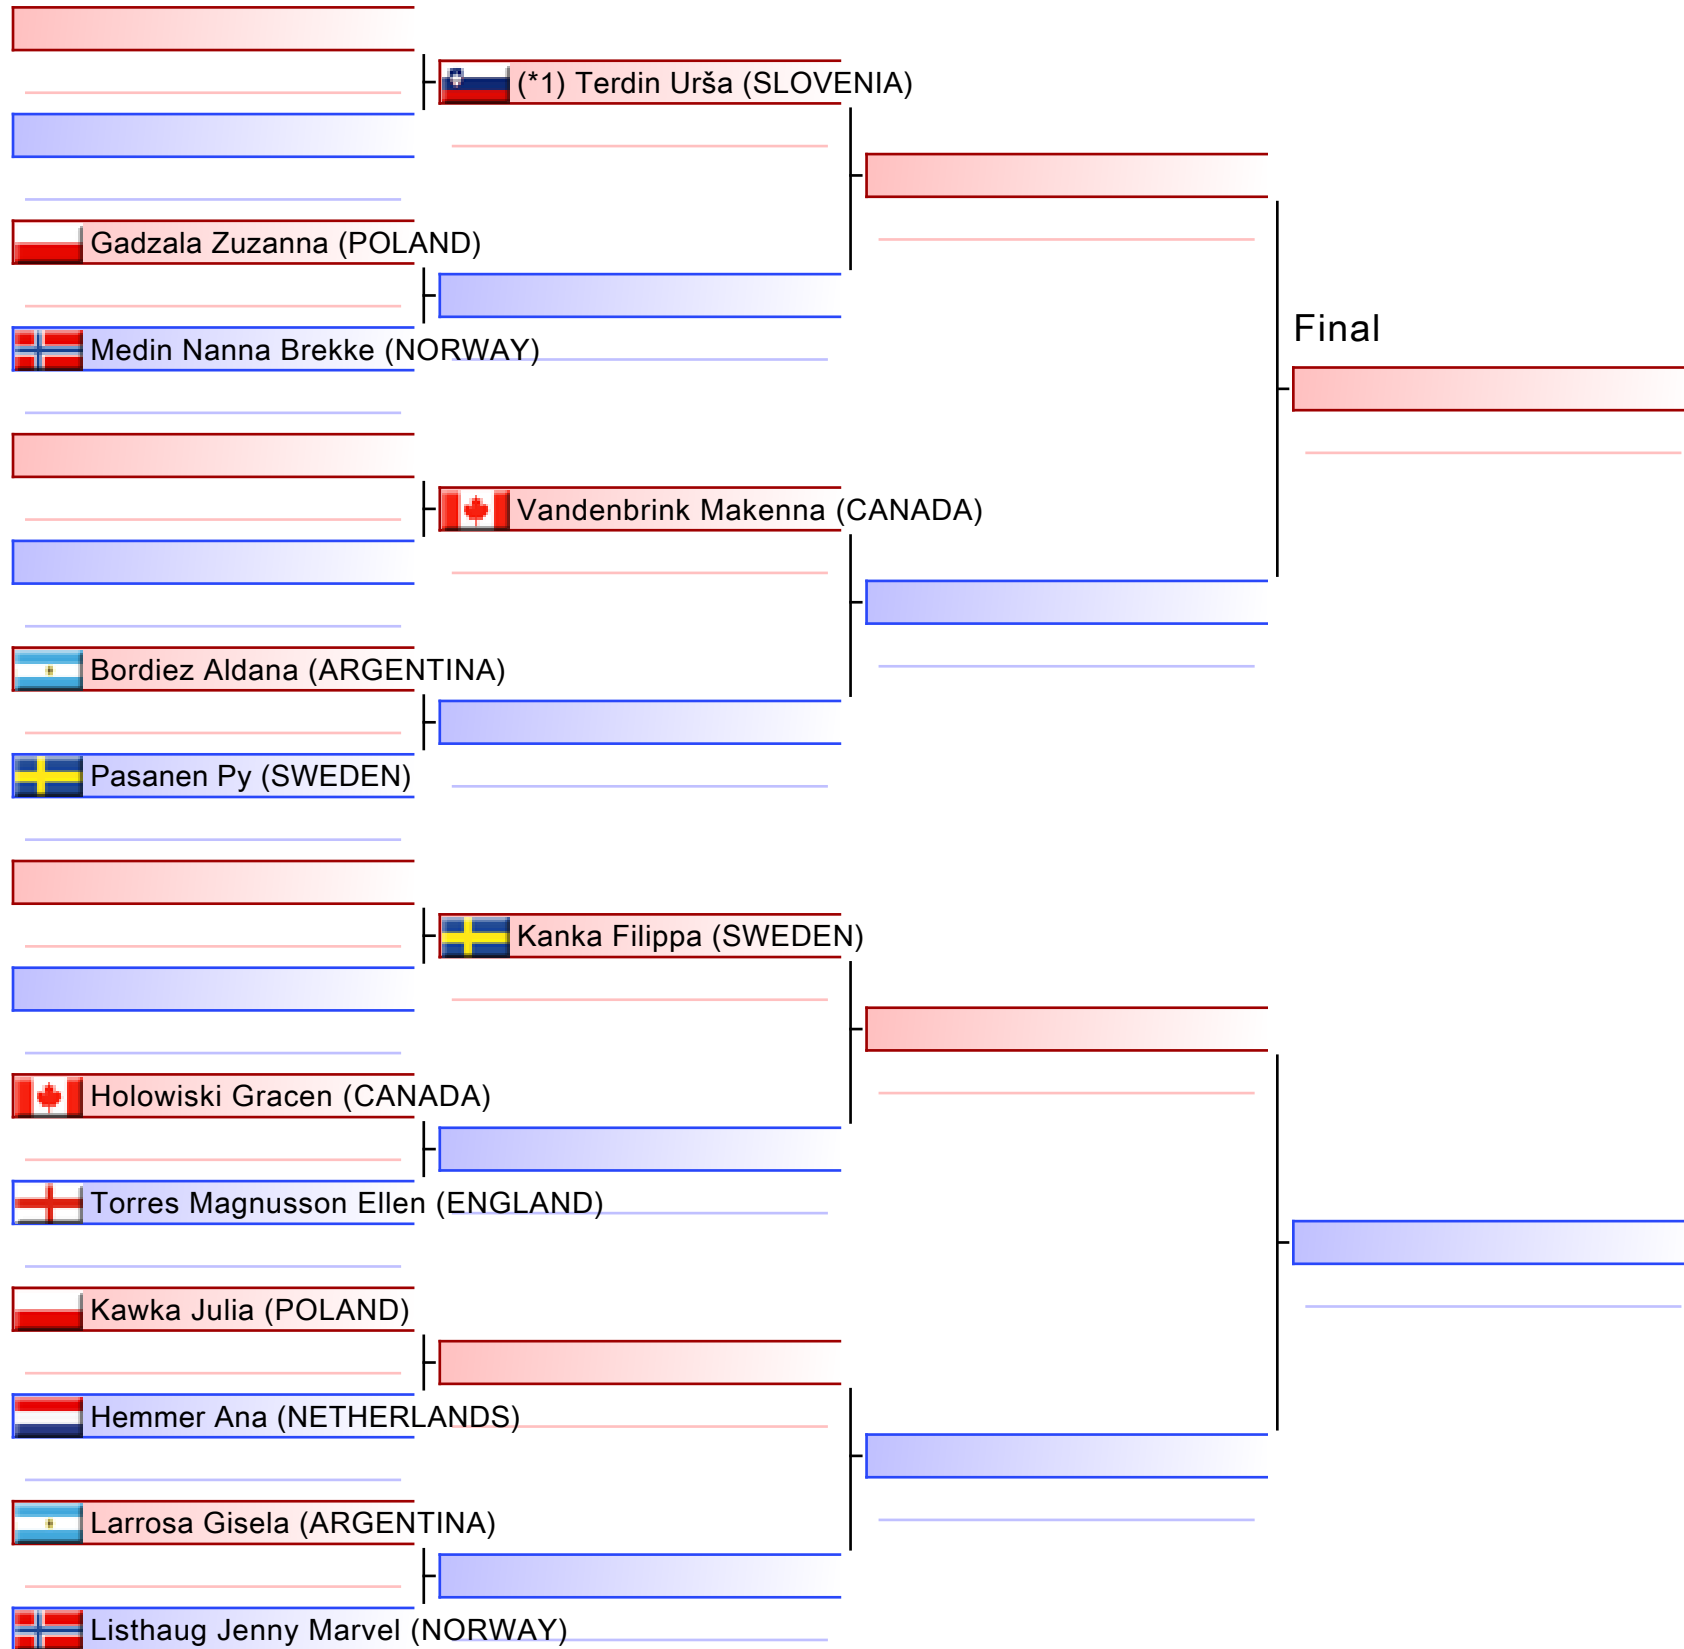 (*1) Terdin Urša (SLOVENIA)
Gadzala Zuzanna (POLAND)
Medin Nanna Brekke (NORWAY)
Final
Vandenbrink Makenna (CANADA)
Bordiez Aldana (ARGENTINA)
Pasanen Py (SWEDEN)
Kanka Filippa (SWEDEN)
Holowiski Gracen (CANADA)
Torres Magnusson Ellen (ENGLAND)
Kawka Julia (POLAND)
Hemmer Ana (NETHERLANDS)
Larrosa Gisela (ARGENTINA)
Listhaug Jenny Marvel (NORWAY)